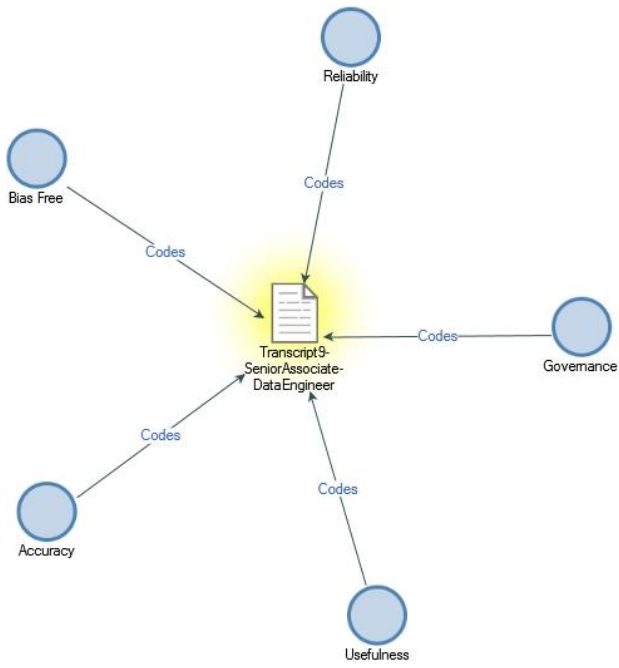 Reliability
Codes
Bias Free
Codes
Transcript9-
SeniorAssociate-
DataEngineer
Codes
Governance
Codes
Accuracy
Codes
Usefulness